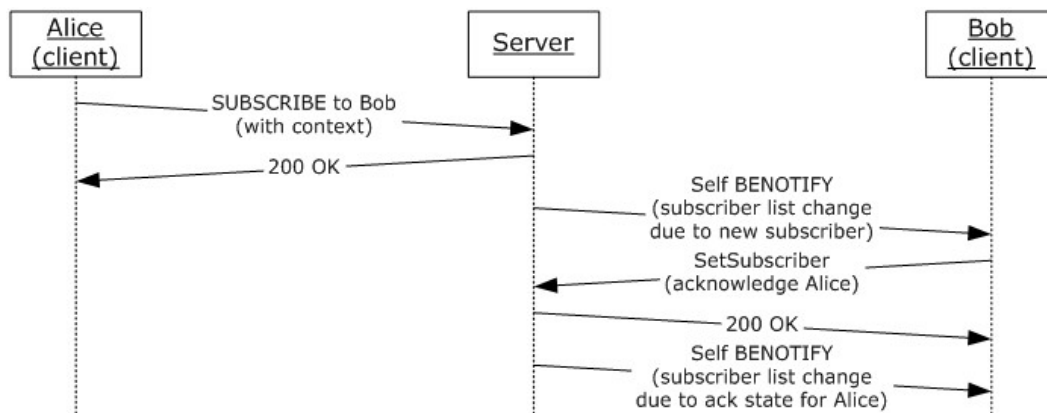 Alice
(client)
Server
Bob
(client)
SUBSCRIBE to Bob
(with context)
200 OK
Self BENOTIFY
(subscriber list change
due to new subscriber)
SetSubscriber
(acknowledge Alice)
200 OK
Self BENOTIFY
(subscriber list change
due to ack state for Alice)